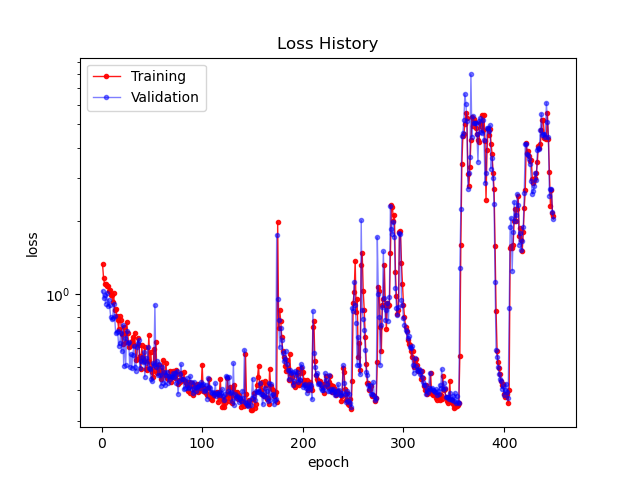 Loss History
Training
Validation
loss
10⁰
0
100
200
300
400
epoch